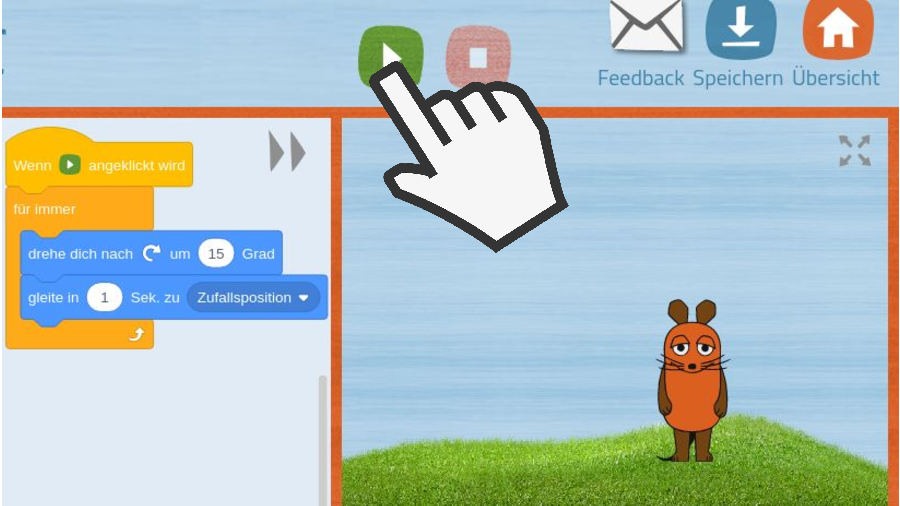 Feedback Speichern Übersicht
Wenn angeklickt wird
für immer
drehe dich nach um 15 Grad
gleite in 1 Sek. zu Zufallsposition